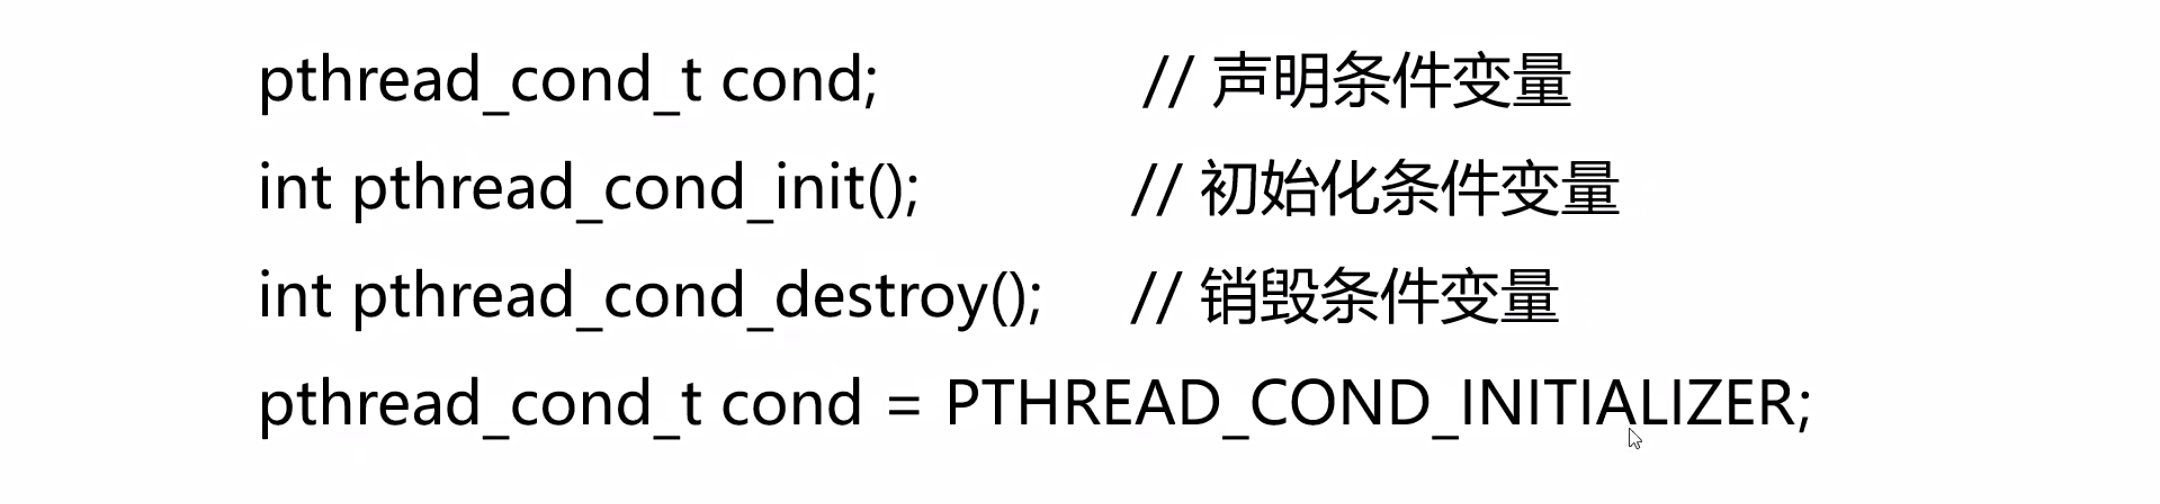 pthread_cond_t cond; // 声明条件变量
int pthread_cond_init(); // 初始化条件变量
int pthread_cond_destroy(); // 销毁条件变量
pthread_cond_t cond = PTHREAD_COND_INITIALIZER;